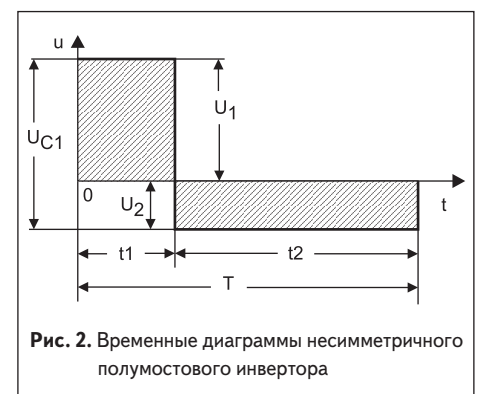 u
U1
UC1
0
U2
t
t1
t2
T
Рис. 2. Временные диаграммы несимметричного
полумостового инвертора